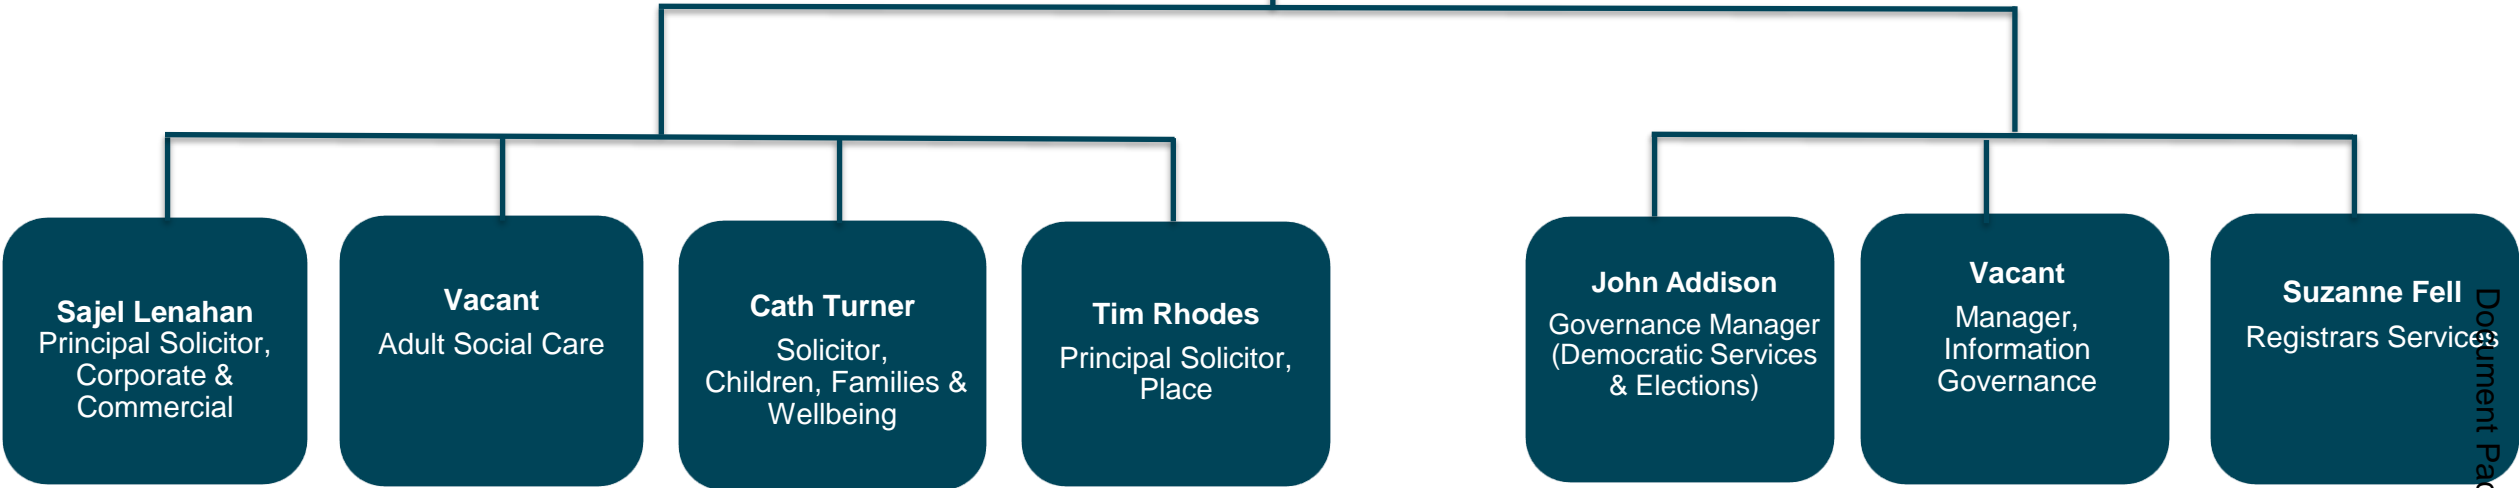 Sajel Lenahan
Principal Solicitor,
Corporate &
Commercial
Vacant
Adult Social Care
Cath Turner
Solicitor,
Children, Families &
Wellbeing
Tim Rhodes
Principal Solicitor,
Place
John Addison
Governance Manager
(Democratic Services
& Elections)
Vacant
Manager,
Information
Governance
Suzanne Fell
Registrars Services
Document